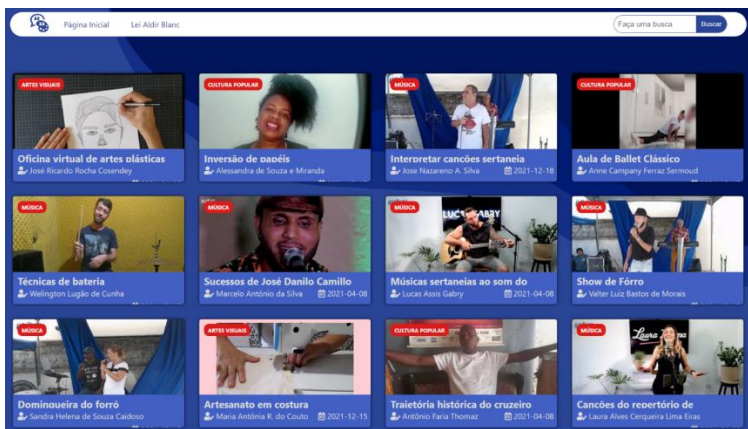 Página Inicial
Lei Aldir Blanc
Faça uma busca
Buscar
ARTES VISUAIS
Oficina virtual de artes plásticas
José Ricardo Rocha Cosendey
CULTURA POPULAR
Inversão de papéis
Alessandra de Souza e Miranda
MÚSICA
Interpretar canções sertaneja
Jose Nazareno A. Silva
2021-12-18
CULTURA POPULAR
Aula de Ballet Clássico
Anne Campany Ferraz Sermoud
MÚSICA
Técnicas de bateria
Welington Lugão de Cunha
MÚSICA
Sucessos de José Danilo Camillo
Marcelo Antônio da Silva
2021-04-08
MÚSICA
Músicas sertanejas ao som do
Lucas Assis Gabry
2021-04-08
MÚSICA
Show de Fórro
Valter Luiz Bastos de Morais
MÚSICA
Domingueira do forró
Sandra Helena de Souza Caidoso
ARTES VISUAIS
Artesanato em costura
Maria Antônia R. do Couto
2021-12-15
CULTURA POPULAR
Trajetória histórica do cruzeiro
Antônio Faria Thomaz
2021-04-08
MÚSICA
Canções do repertório de
Laura Alves Cerqueira Lima Eiras